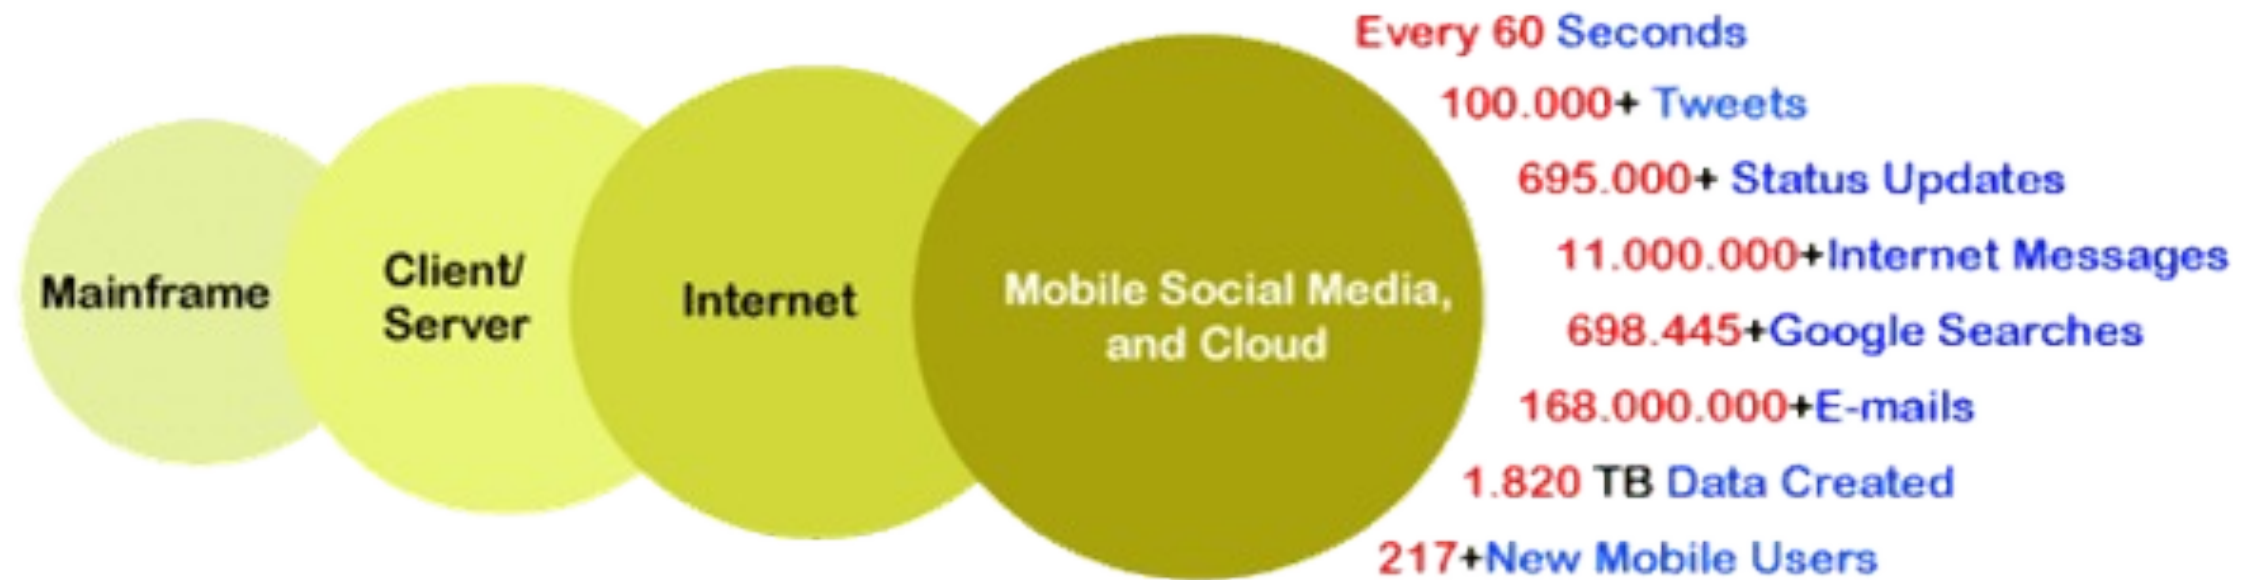 Mainframe
Client/
Server
Internet
Mobile Social Media,
and Cloud
Every 60 Seconds
100.000+ Tweets
695.000+ Status Updates
11.000.000+Internet Messages
698.445+Google Searches
168.000.000+E-mails
1.820 TB Data Created
217+New Mobile Users